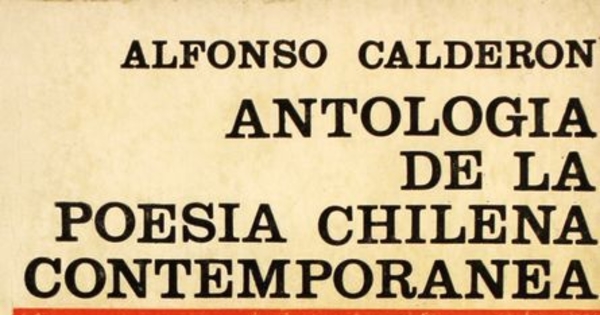 ALFONSO CALDERON
ANTOLOGIA
DE LA
POESIA CHILENA
CONTEMPORANEA